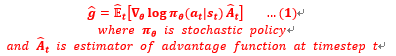 ĝ = Ê_t[∇_θ log π_θ(a_t|s_t) Â_t] ... (1)
where π_θ is stochastic policy
and Â_t is estimator of advantage function at timestep t